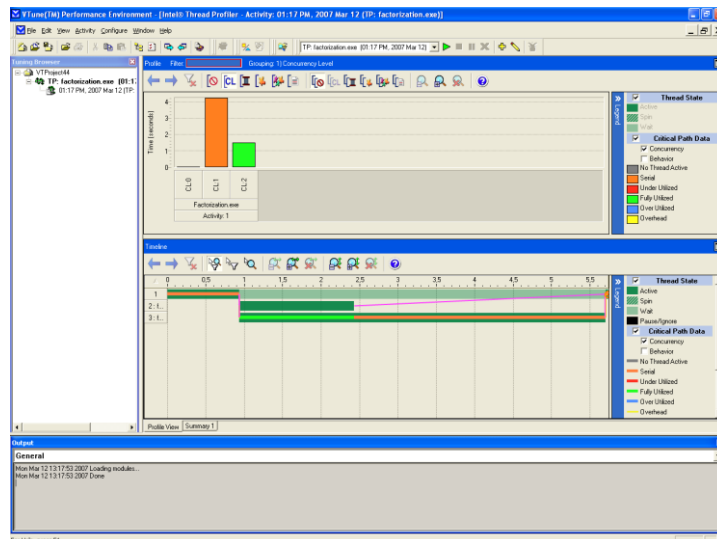 VTune(TM) Performance Environment - [Intel® Thread Profiler - Activity: 01:17 PM, 2007 Mar 12 (TP: factorization.exe)]
File Edit View Activity Configure Window Help
TP: factorization.exe (01:17 PM, 2007 Mar 12)
Tuning Browser
VTProject44
TP: factorization.exe (01:1
01:17 PM, 2007 Mar 12 (TP:
Profile Filter: Grouping: 1) Concurrency Level
CL
Time (seconds)
4
3
2
1
0
CL:0
CL:1
CL:2
Factorization.exe
Activity: 1
Legend
Thread State
Active
Spin
Wait
Critical Path Data
Concurrency
Behavior
No Thread Active
Serial
Under Utilized
Fully Utilized
Over Utilized
Overhead
Timeline
0 0.5 1 1.5 2 2.5 3 3.5 4 4.5 5 5.5
1
2: t...
3: t...
Legend
Thread State
Active
Spin
Wait
Pause/Ignore
Critical Path Data
Concurrency
Behavior
No Thread Active
Serial
Under Utilized
Fully Utilized
Over Utilized
Overhead
Profile View Summary 1
Output
General
Mon Mar 12 13:17:53 2007 Loading modules...
Mon Mar 12 13:17:53 2007 Done